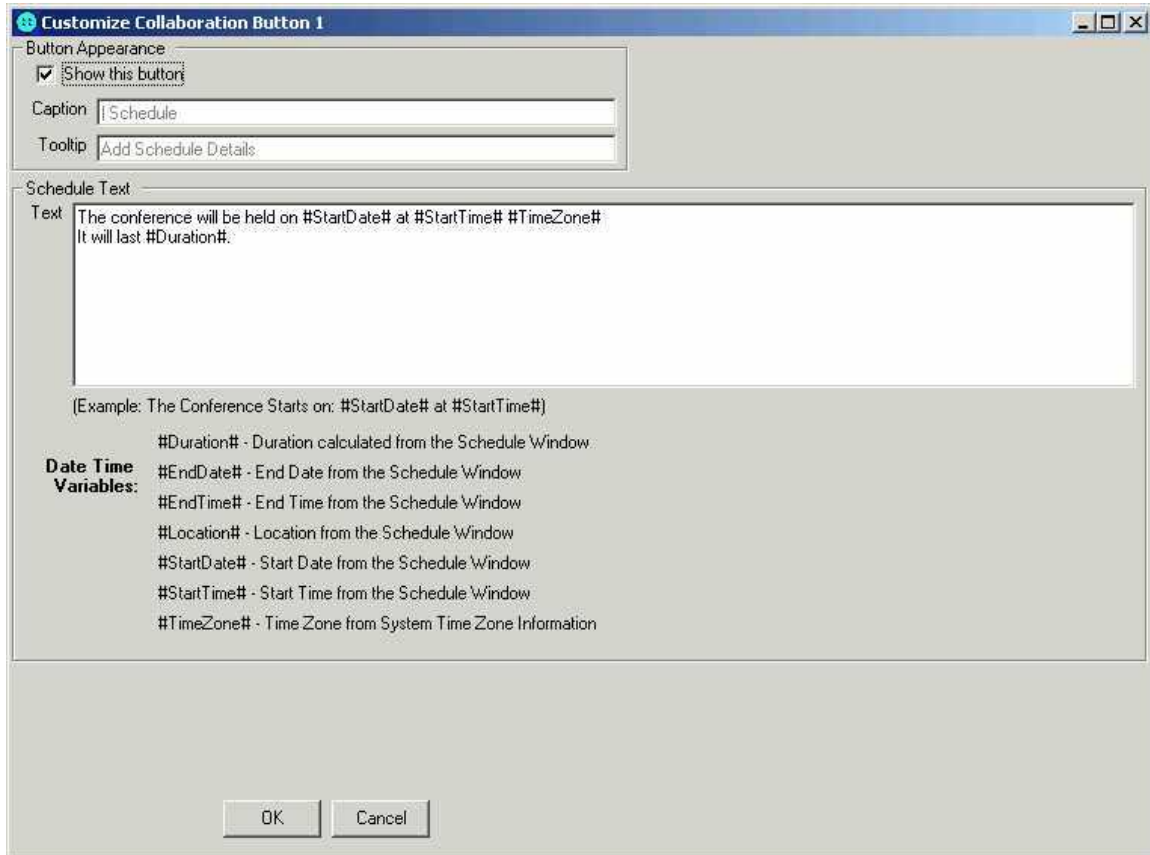 Customize Collaboration Button 1
Button Appearance
Show this button
Caption | Schedule
Tooltip Add Schedule Details
Schedule Text
Text The conference will be held on #StartDate# at #StartTime# #TimeZone#
It will last #Duration#.
(Example: The Conference Starts on: #StartDate# at #StartTime#)
Date Time
Variables:
#Duration# - Duration calculated from the Schedule Window
#EndDate# - End Date from the Schedule Window
#EndTime# - End Time from the Schedule Window
#Location# - Location from the Schedule Window
#StartDate# - Start Date from the Schedule Window
#StartTime# - Start Time from the Schedule Window
#TimeZone# - Time Zone from System Time Zone Information
OK Cancel